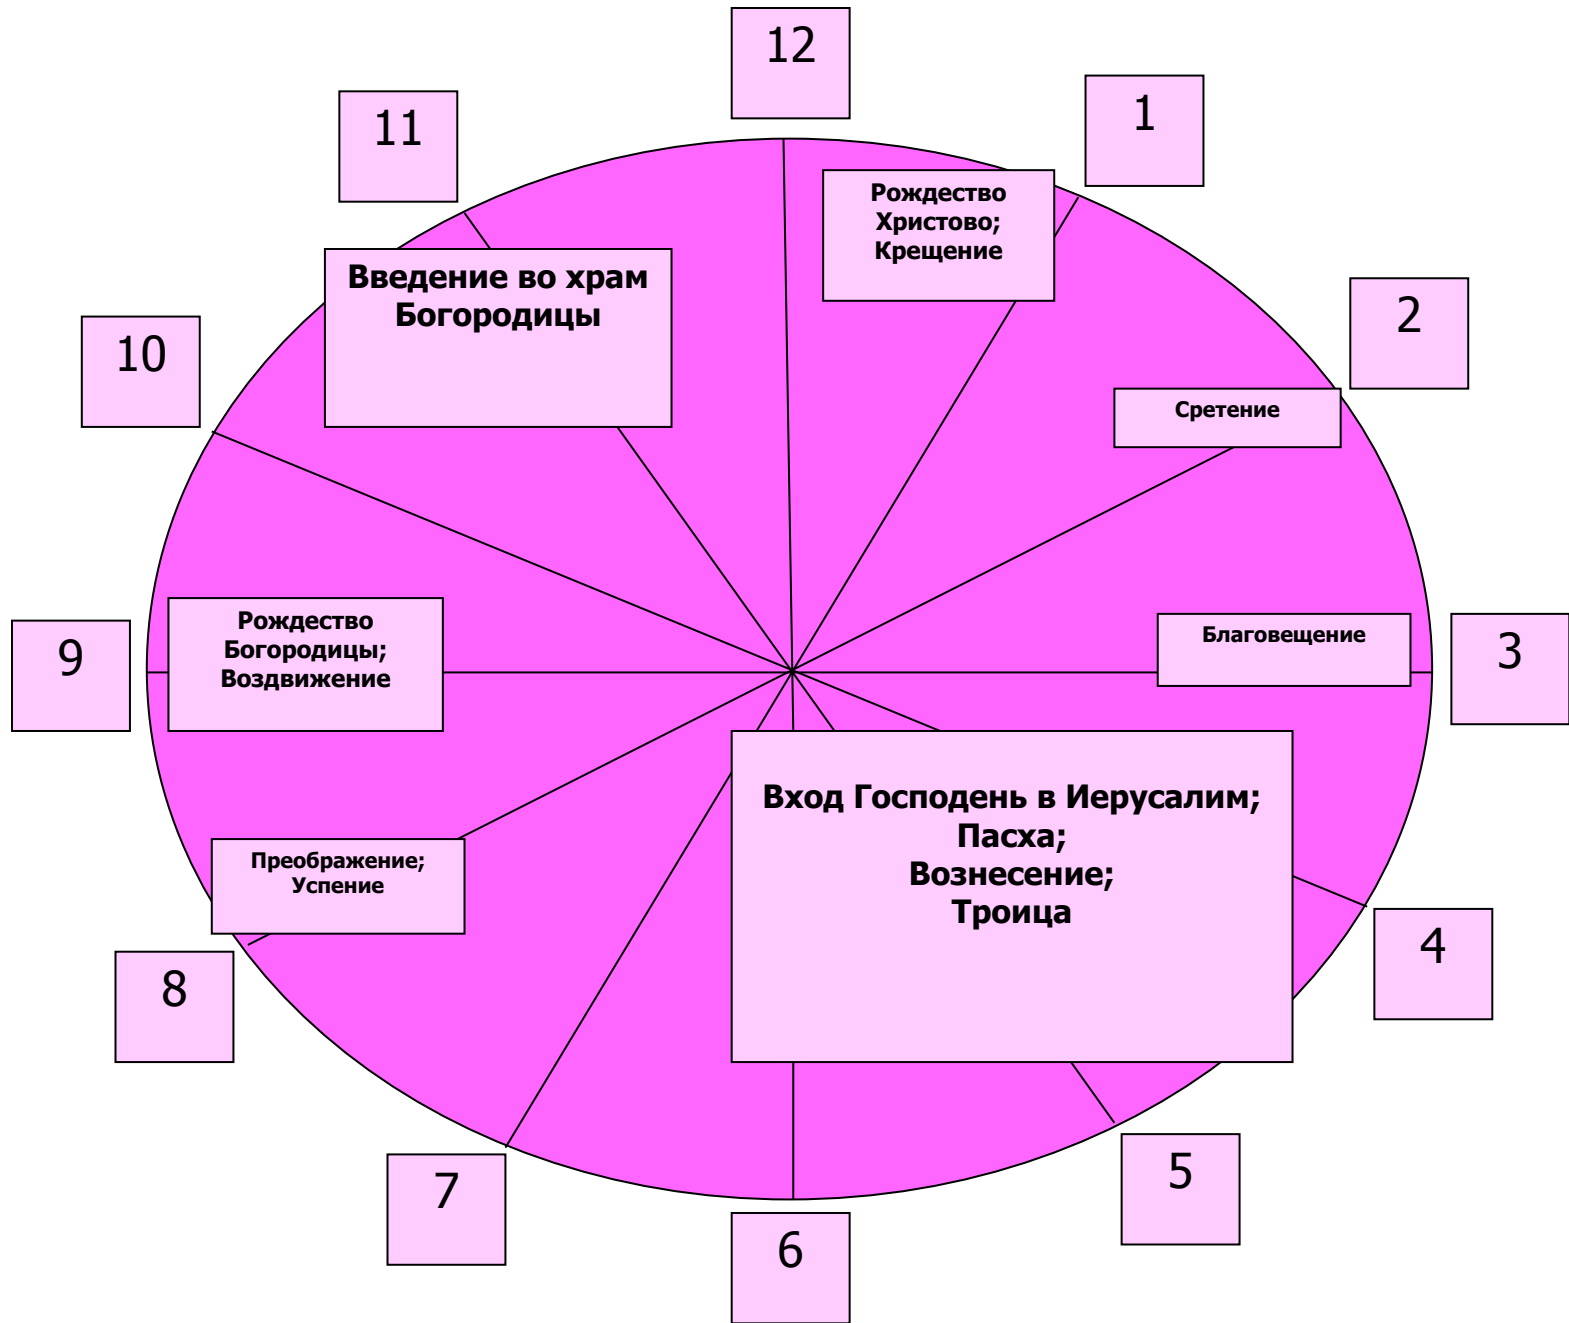 12
1
11
Рождество
Христово;
Крещение
Введение во храм
Богородицы
2
10
Сретение
Рождество
Богородицы;
Воздвижение
9
Благовещение
3
Вход Господень в Иерусалим;
Пасха;
Вознесение;
Троица
Преображение;
Успение
4
8
5
7
6